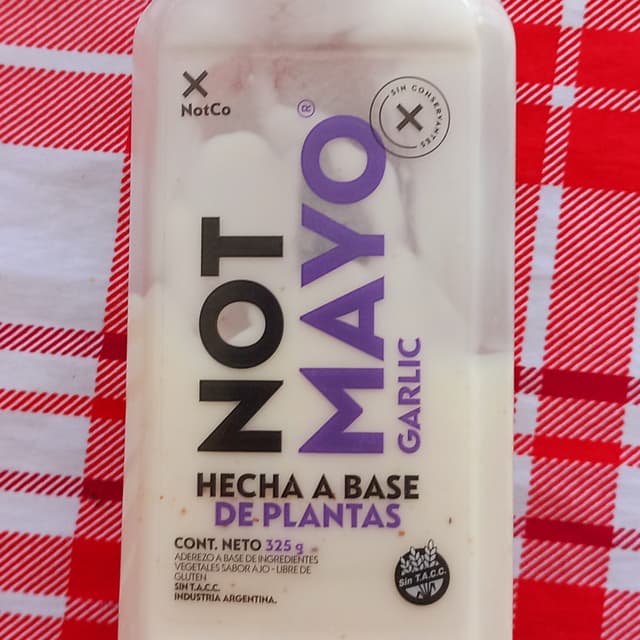 NotCo
SIN CONSERVANTES
NOT
MAYO®
GARLIC
HECHA A BASE
DE PLANTAS
CONT. NETO 325 g
ADEREZO A BASE DE INGREDIENTES
VEGETALES SABOR AJO - LIBRE DE
GLUTEN
SIN T.A.C.C.
INDUSTRIA ARGENTINA.
Sin T.A.C.C.